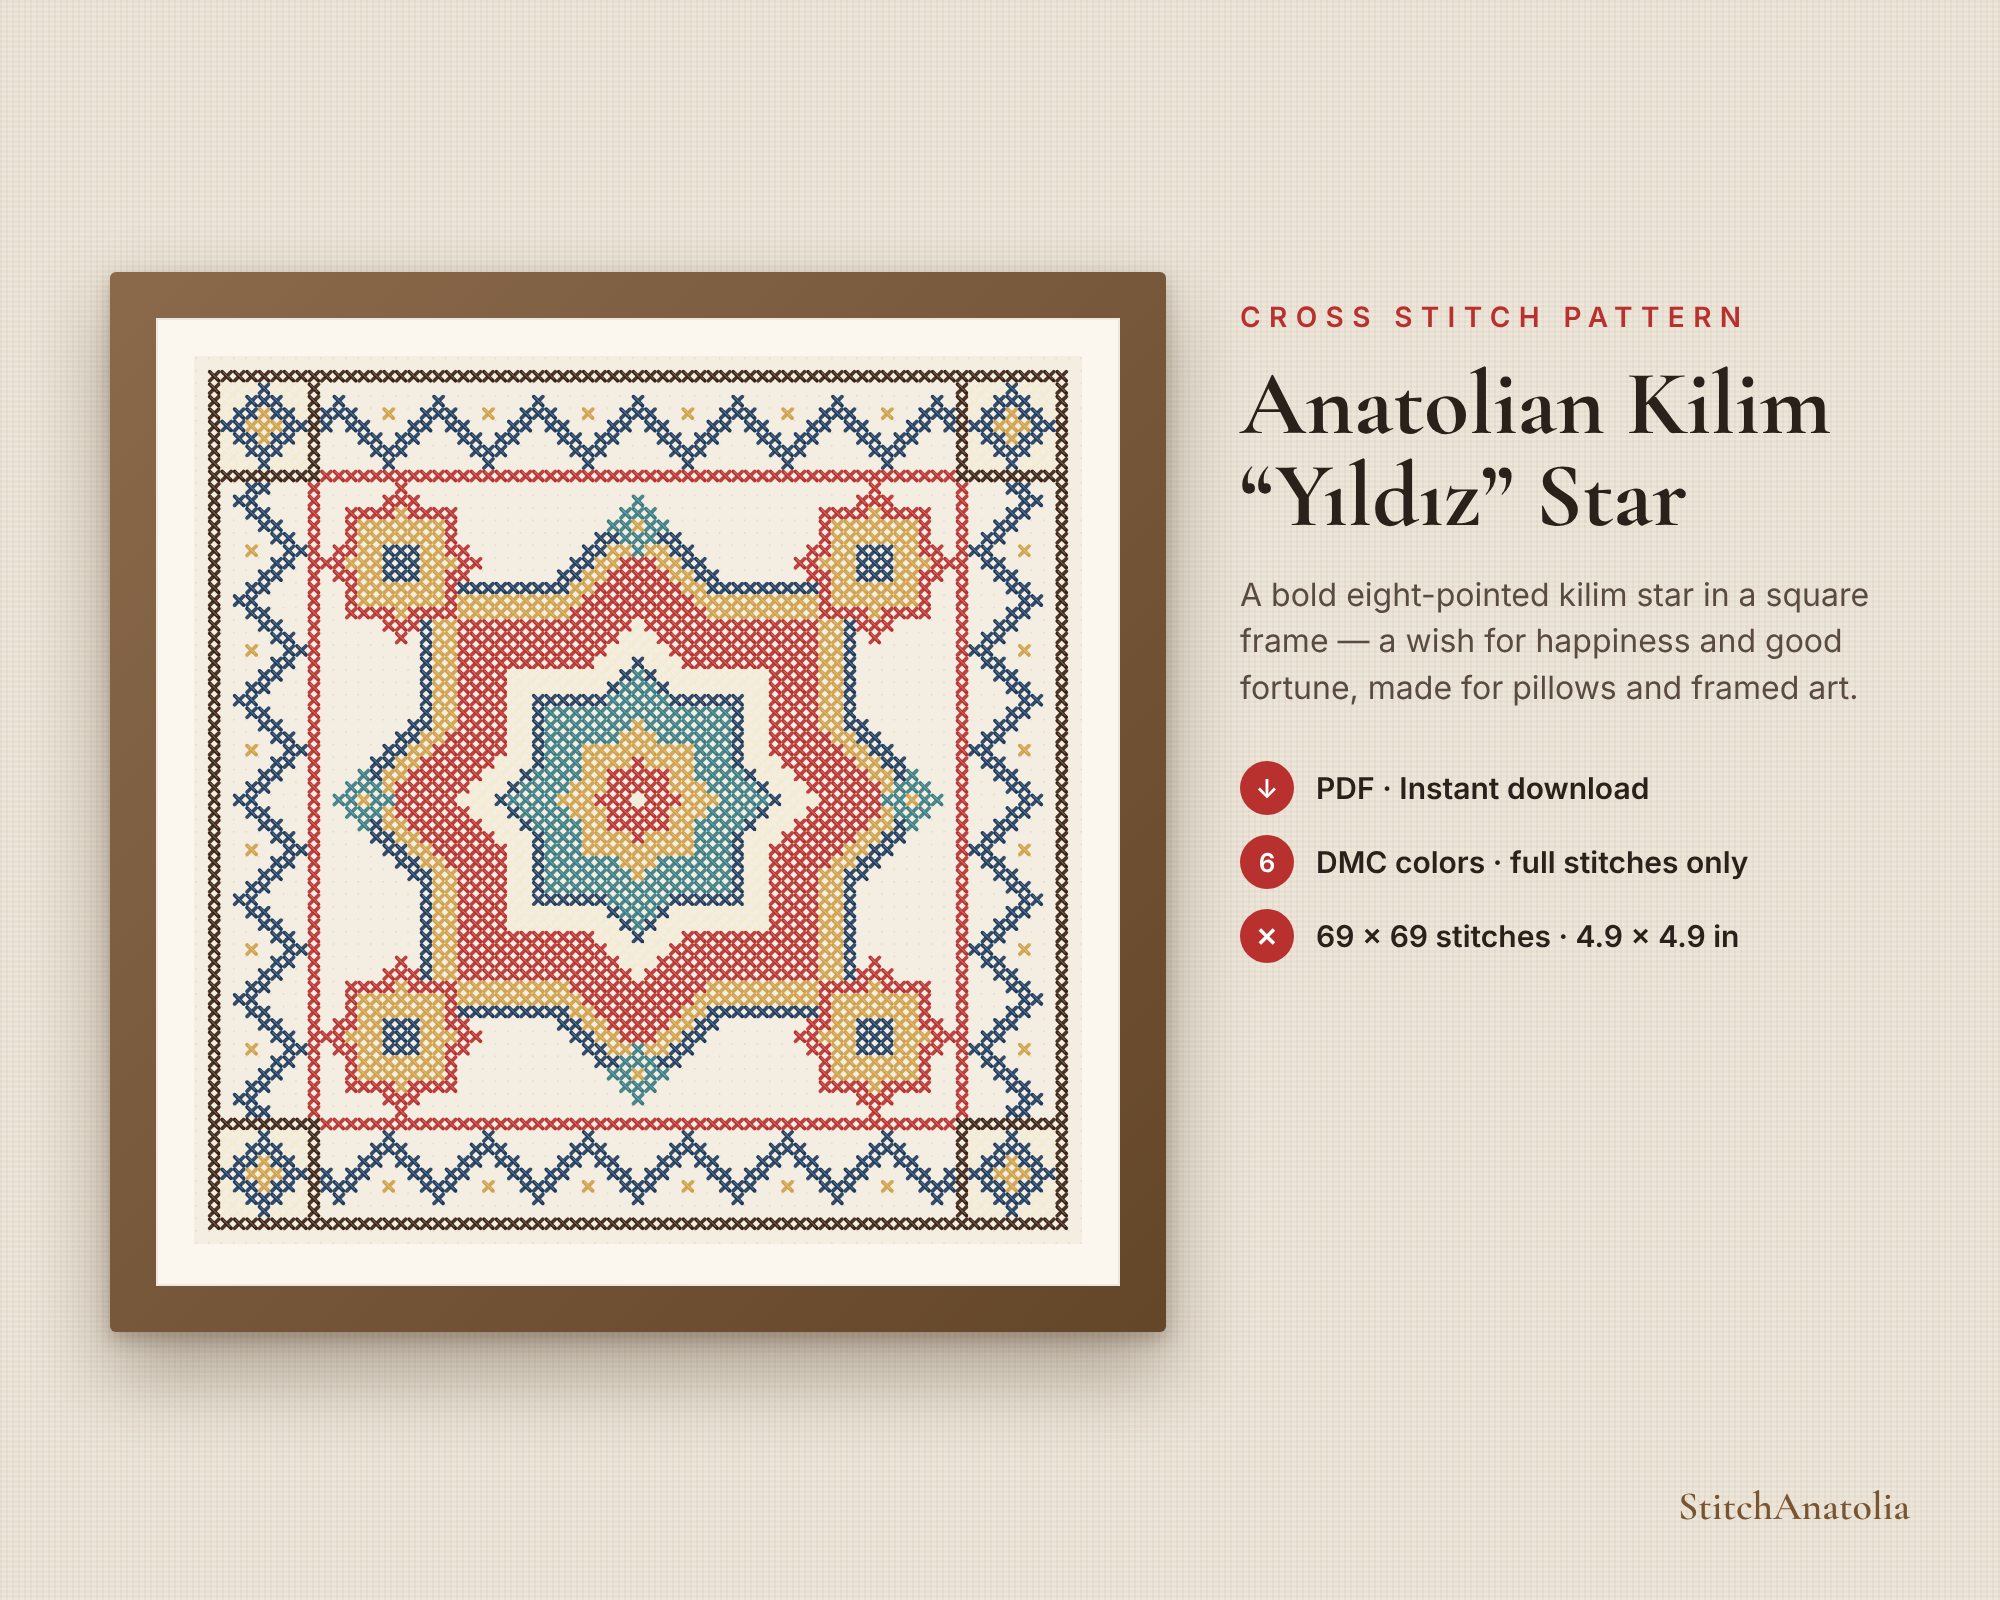 CROSS STITCH PATTERN
Anatolian Kilim
“Yıldız” Star
A bold eight-pointed kilim star in a square
frame — a wish for happiness and good
fortune, made for pillows and framed art.
↓ PDF · Instant download
6 DMC colors · full stitches only
× 69 × 69 stitches · 4.9 × 4.9 in
StitchAnatolia